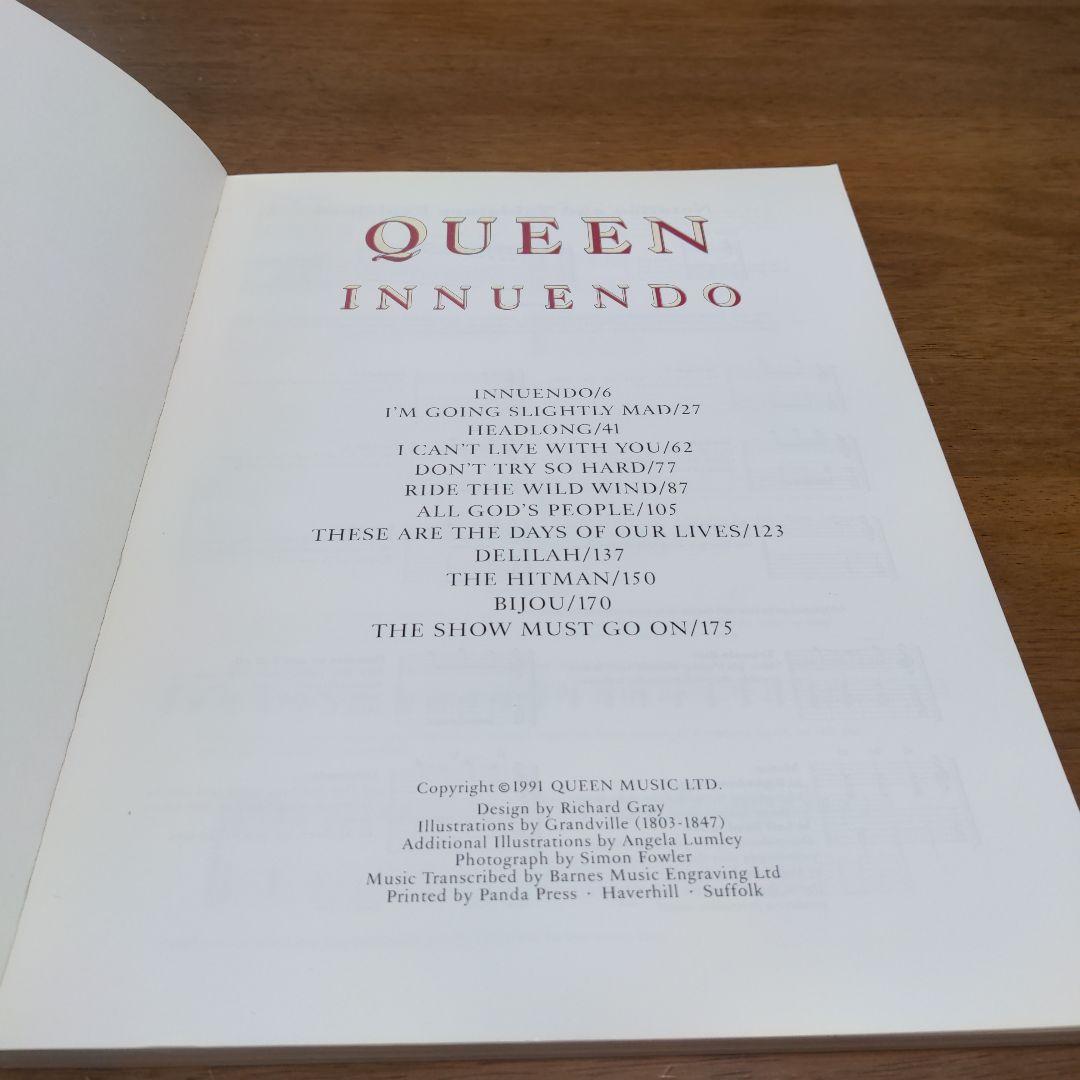 QUEEN
INNUENDO
INNUENDO/6
I'M GOING SLIGHTLY MAD/27
HEADLONG/41
I CAN'T LIVE WITH YOU/62
DON'T TRY SO HARD/77
RIDE THE WILD WIND/87
ALL GOD'S PEOPLE/105
THESE ARE THE DAYS OF OUR LIVES/123
DELILAH/137
THE HITMAN/150
BIJOU/170
THE SHOW MUST GO ON/175
Copyright ©1991 QUEEN MUSIC LTD.
Design by Richard Gray
Illustrations by Grandville (1803-1847)
Additional Illustrations by Angela Lumley
Photograph by Simon Fowler
Music Transcribed by Barnes Music Engraving Ltd
Printed by Panda Press · Haverhill · Suffolk